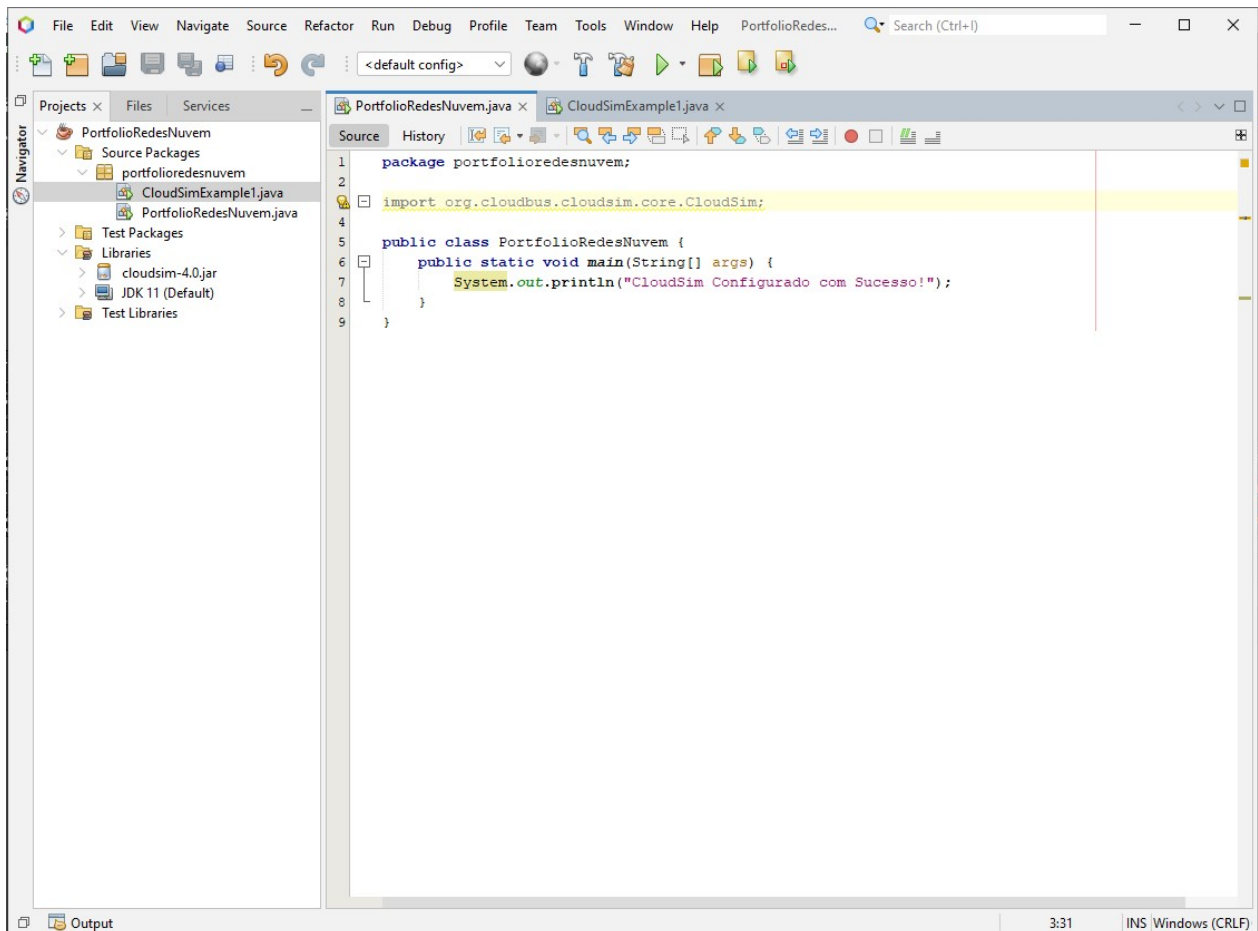 File Edit View Navigate Source Refactor Run Debug Profile Team Tools Window Help PortfolioRedes... Search (Ctrl+I)
<default config>
Projects Files Services
Navigator
PortfolioRedesNuvem
Source Packages
portfolioredesnuvem
CloudSimExample1.java
PortfolioRedesNuvem.java
Test Packages
Libraries
cloudsim-4.0.jar
JDK 11 (Default)
Test Libraries
PortfolioRedesNuvem.java CloudSimExample1.java
Source History
1 package portfolioredesnuvem;
2
import org.cloudbus.cloudsim.core.CloudSim;
4
5 public class PortfolioRedesNuvem {
6 public static void main(String[] args) {
7 System.out.println("CloudSim Configurado com Sucesso!");
8 }
9 }
Output
3:31 INS Windows (CRLF)